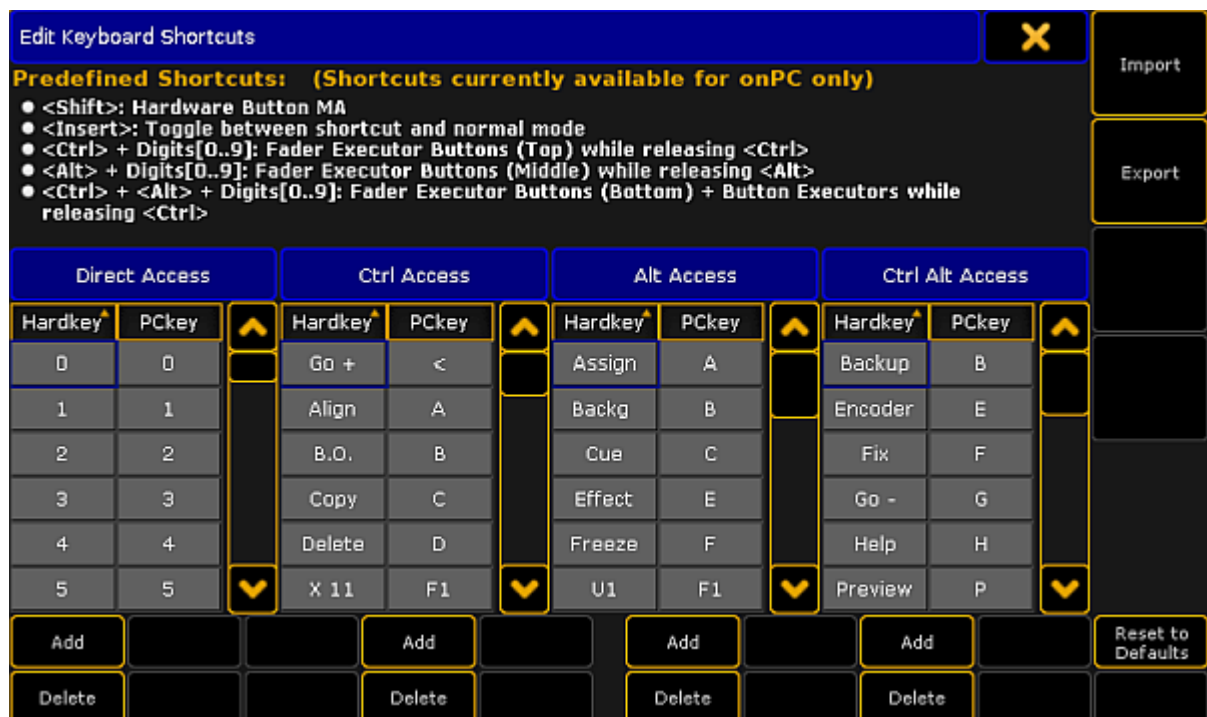 Edit Keyboard Shortcuts
Import
Predefined Shortcuts: (Shortcuts currently available for onPC only)
<Shift>: Hardware Button MA
<Insert>: Toggle between shortcut and normal mode
<Ctrl> + Digits[0..9]: Fader Executor Buttons (Top) while releasing <Ctrl>
<Alt> + Digits[0..9]: Fader Executor Buttons (Middle) while releasing <Alt>
Export
<Ctrl> + <Alt> + Digits[0..9]: Fader Executor Buttons (Bottom) + Button Executors while
releasing <Ctrl>
Direct Access Ctrl Access Alt Access Ctrl Alt Access
Hardkey PCkey Hardkey PCkey Hardkey PCkey Hardkey PCkey
0 0 Go + < Assign A Backup B
1 1 Align A Backg B Encoder E
2 2 B.O. B Cue C Fix F
3 3 Copy C Effect E Go - G
4 4 Delete D Freeze F Help H
5 5 X 11 F1 U1 F1 Preview P
Add Add Add Add Reset to
Defaults
Delete Delete Delete Delete